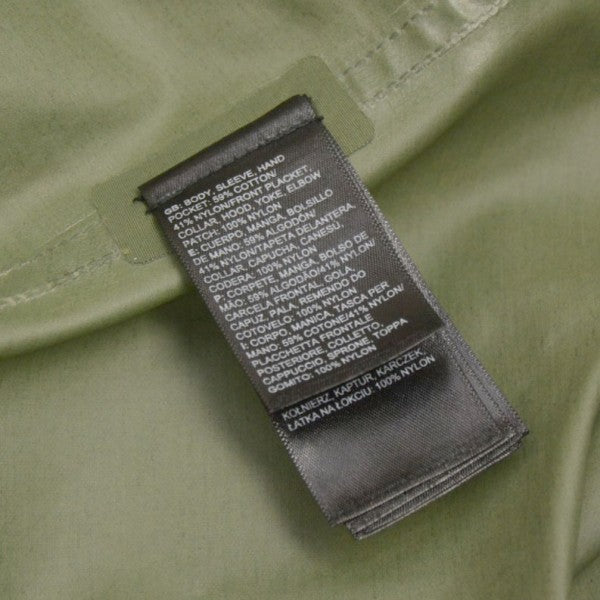 GB: BODY, SLEEVE, HAND
POCKET: 59% COTTON/
41% NYLON/FRONT PLACKET,
COLLAR, HOOD, YOKE, ELBOW
PATCH: 100% NYLON
E: CUERPO, MANGA, BOLSILLO
DE MANO: 59% ALGODÓN/
41% NYLON/TAPETA DELANTERA
COLLAR, CAPUCHA, CANESU,
CODERA: 100% NYLON
P: CORPETE, MANGA, BOLSO DE
MÃO: 59% ALGODÃO/41% NYLON/
CARCELA FRONTAL, GOLA,
CAPUZ, PALA, REMENDO DO
COTOVELO: 100% NYLON
I: CORPO, MANICA, TASCA
MANO: 59% COTONE/41% NYLON/
PLACCHETTA FRONTALE
POSTERIORE, COLLETTO,
CAPPUCCIO, SPRONE, TOPPA
GOMITO: 100% NYLON
KOŁNIERZ, KAPTUR, KARCZEK,
ŁATKA NA ŁOKCIU: 100% NYLON